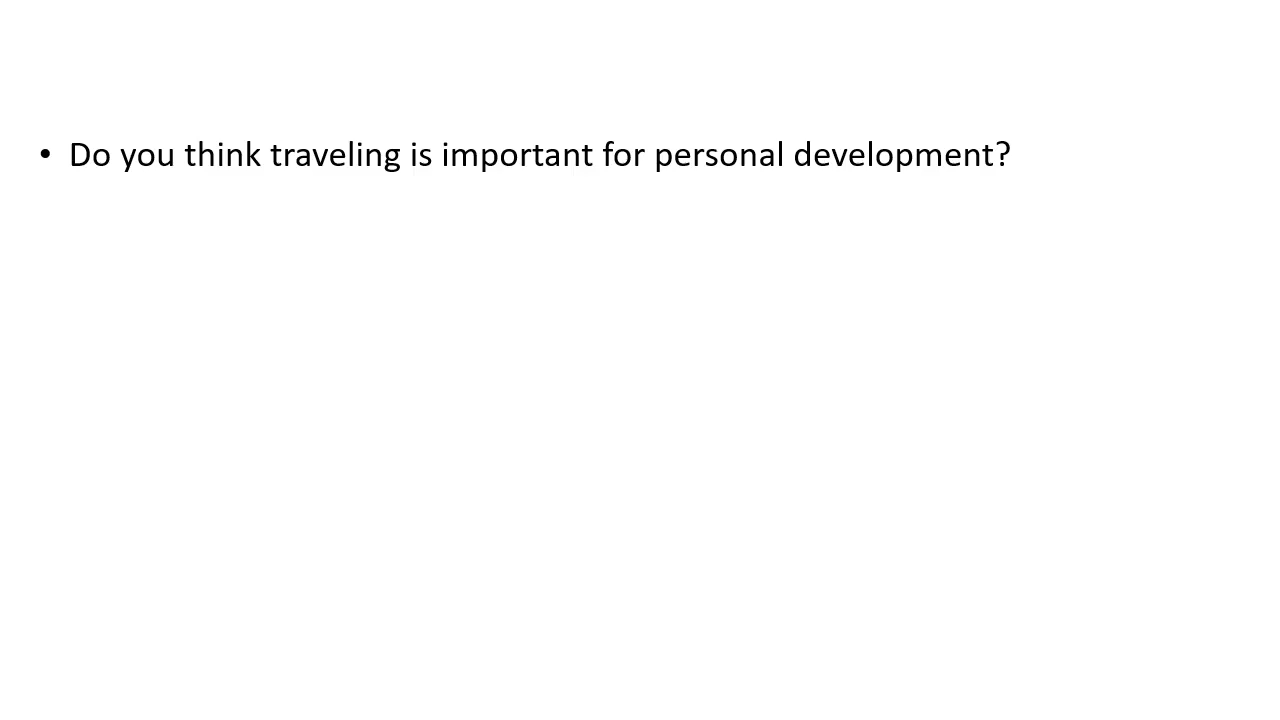 • Do you think traveling is important for personal development?